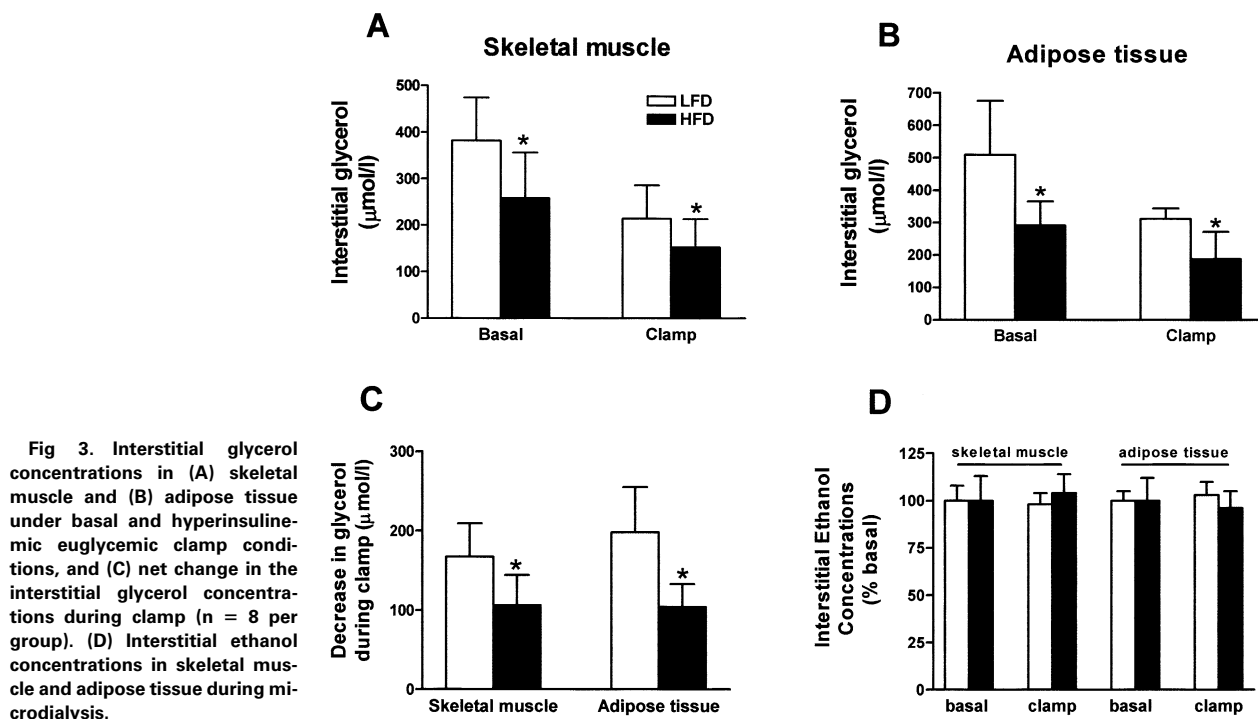 A
Skeletal muscle
Interstitial glycerol
(μmol/l)
500
400
300
200
100
0
LFD
HFD
*
*
Basal
Clamp
B
Adipose tissue
Interstitial glycerol
(μmol/l)
700
600
500
400
300
200
100
0
*
*
Basal
Clamp
C
Decrease in glycerol
during clamp (μmol/l)
300
200
100
0
*
*
Skeletal muscle
Adipose tissue
D
Interstitial Ethanol
Concentrations
(% basal)
125
100
75
50
25
0
skeletal muscle
adipose tissue
basal
clamp
basal
clamp
Fig 3. Interstitial glycerol
concentrations in (A) skeletal
muscle and (B) adipose tissue
under basal and hyperinsuline-
mic euglycemic clamp condi-
tions, and (C) net change in the
interstitial glycerol concentra-
tions during clamp (n = 8 per
group). (D) Interstitial ethanol
concentrations in skeletal mus-
cle and adipose tissue during mi-
crodialysis.